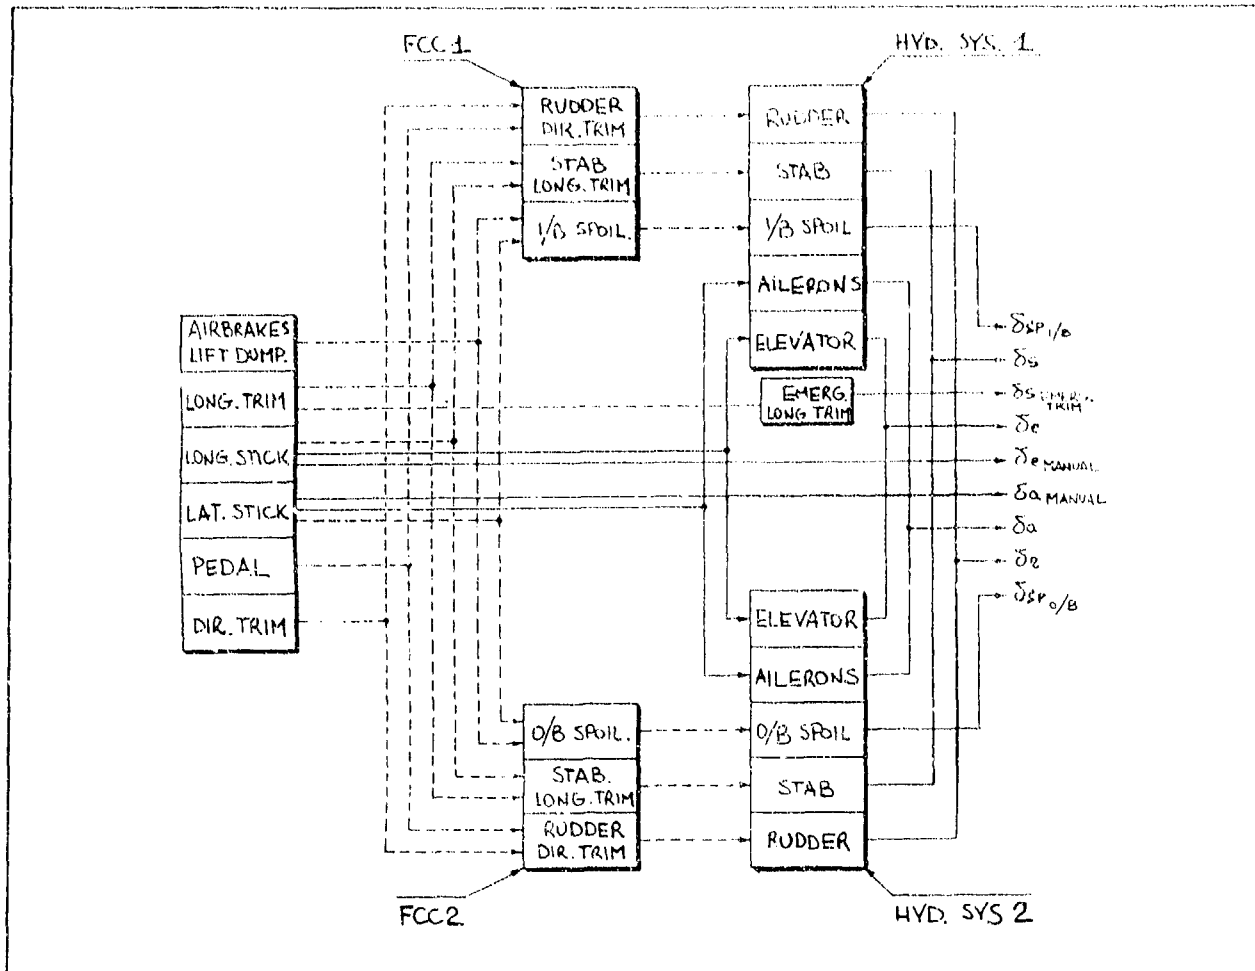 FCC 1
HYD. SYS. 1
RUDDER
DIR. TRIM
STAB
LONG. TRIM
I/B SPOIL.
RUDDER
STAB
I/B SPOIL
AILERONS
ELEVATOR
EMERG.
LONG TRIM
AIRBRAKES
LIFT DUMP.
LONG. TRIM
LONG. STICK
LAT. STICK
PEDAL
DIR. TRIM
δSP I/B
δS
δS EMERG. TRIM
δe
δe MANUAL
δa MANUAL
δa
δr
δSP O/B
ELEVATOR
AILERONS
O/B SPOIL
STAB
RUDDER
O/B SPOIL.
STAB.
LONG. TRIM
RUDDER
DIR. TRIM
FCC 2
HYD. SYS 2